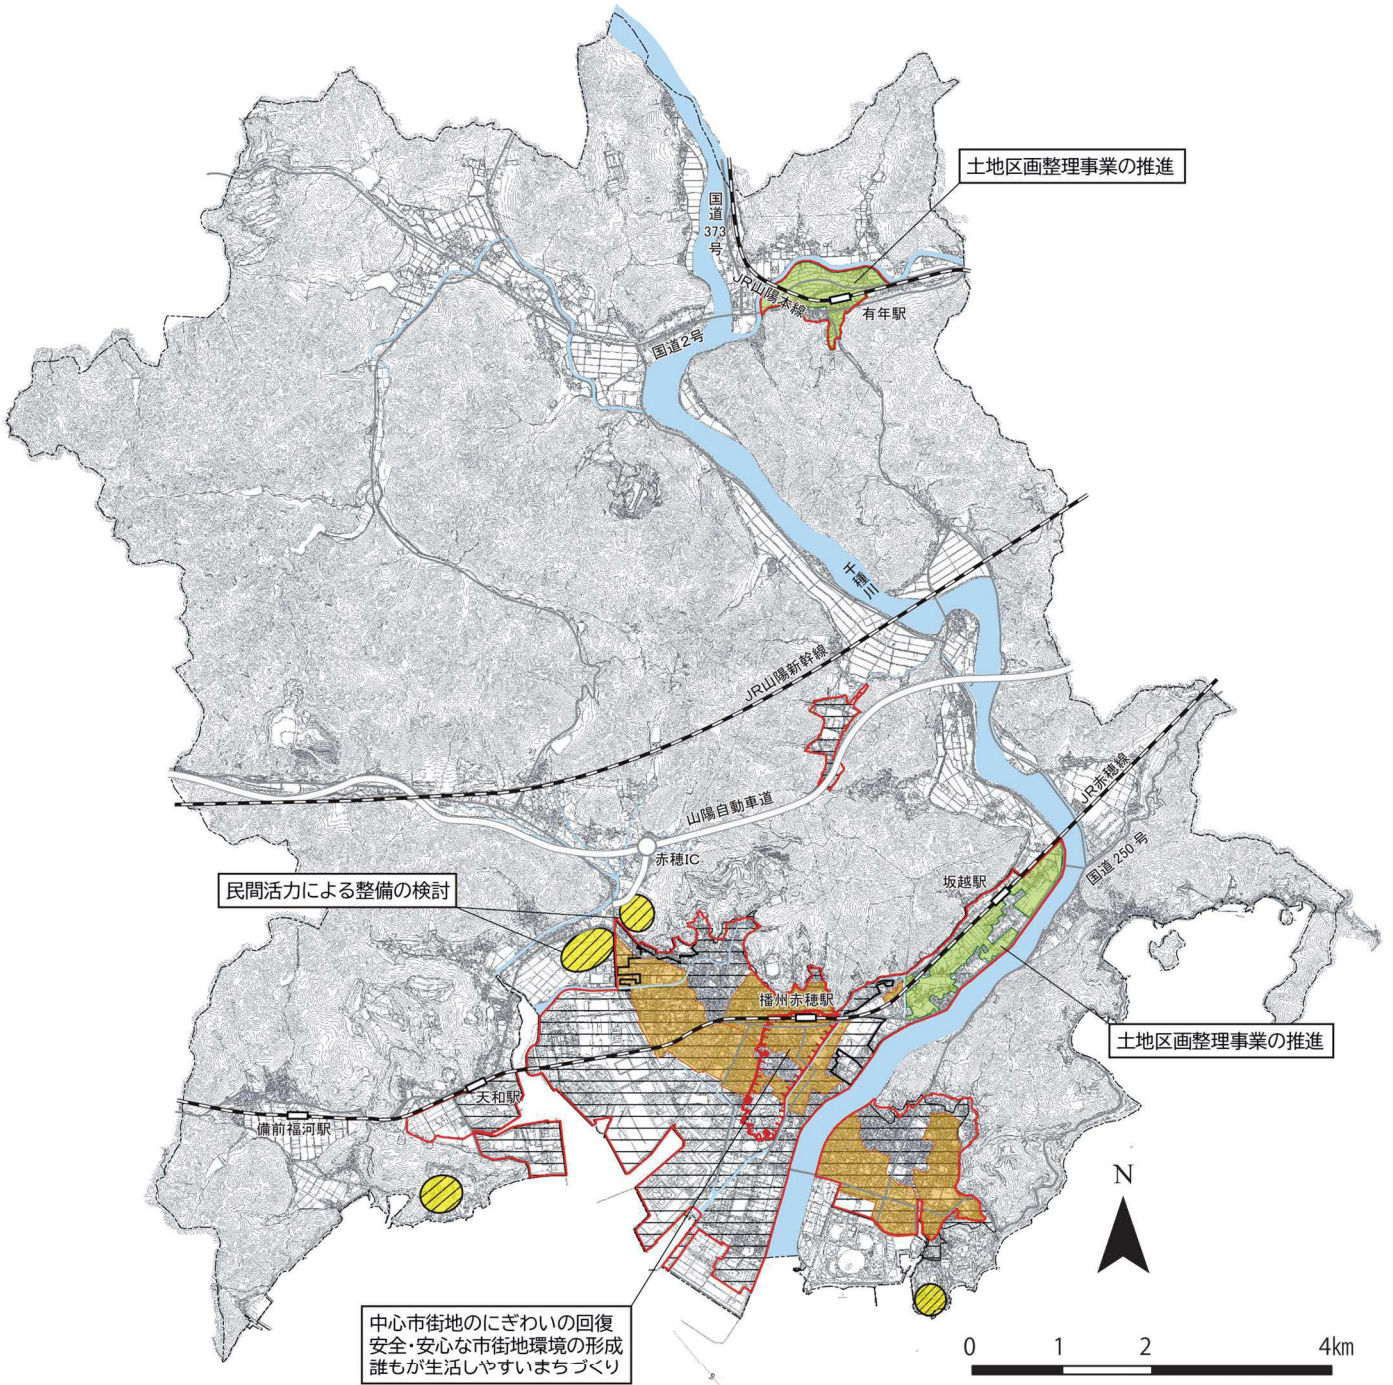 土地区画整理事業の推進
国道373号
JR山陽本線
有年駅
国道2号
千種川
JR山陽新幹線
山陽自動車道
赤穂IC
JR赤穂線
国道250号
坂越駅
民間活力による整備の検討
播州赤穂駅
土地区画整理事業の推進
天和駅
備前福河駅
N
中心市街地のにぎわいの回復
安全・安心な市街地環境の形成
誰もが生活しやすいまちづくり
0 1 2 4km